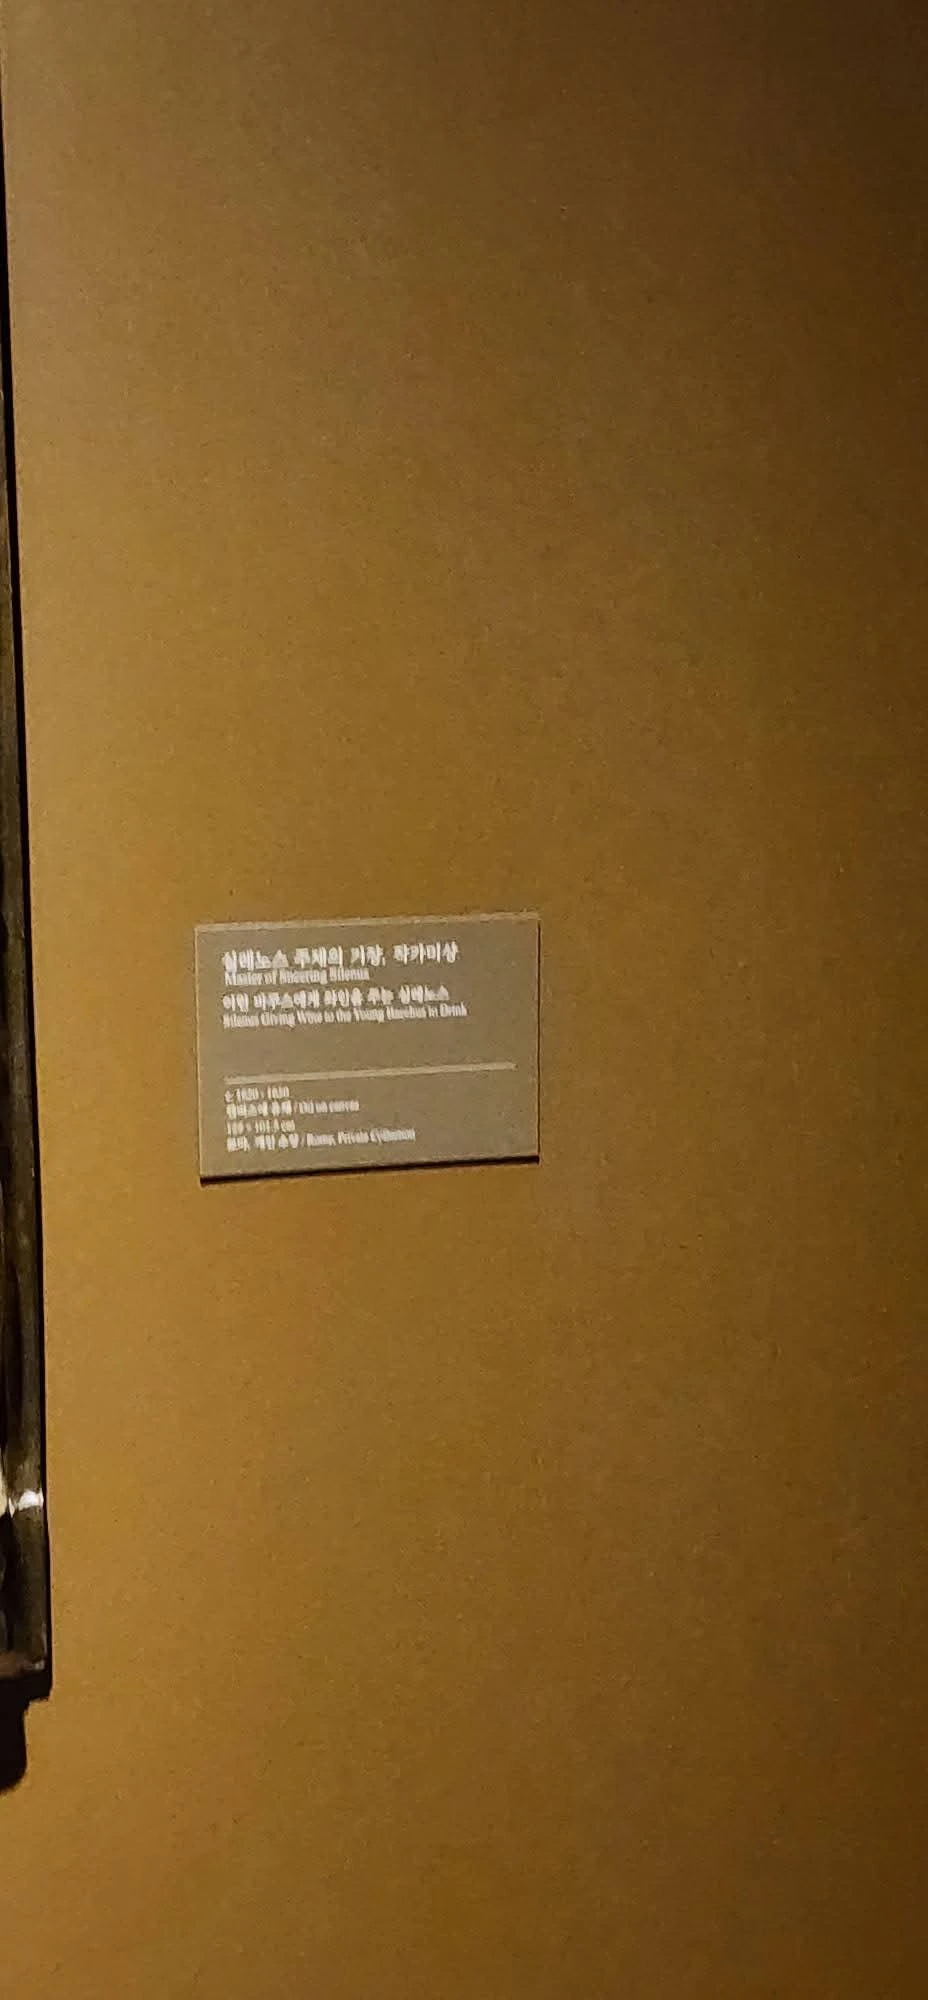 실레노스 주제의 거장, 작가미상
Master of Sneering Silenus
어린 바쿠스에게 와인을 주는 실레노스
Silenus Giving Wine to the Young Bacchus to Drink
c. 1620 - 1630
캔버스에 유채 / Oil on canvas
cm
로마, 개인 소장 / Rome, Private Collection